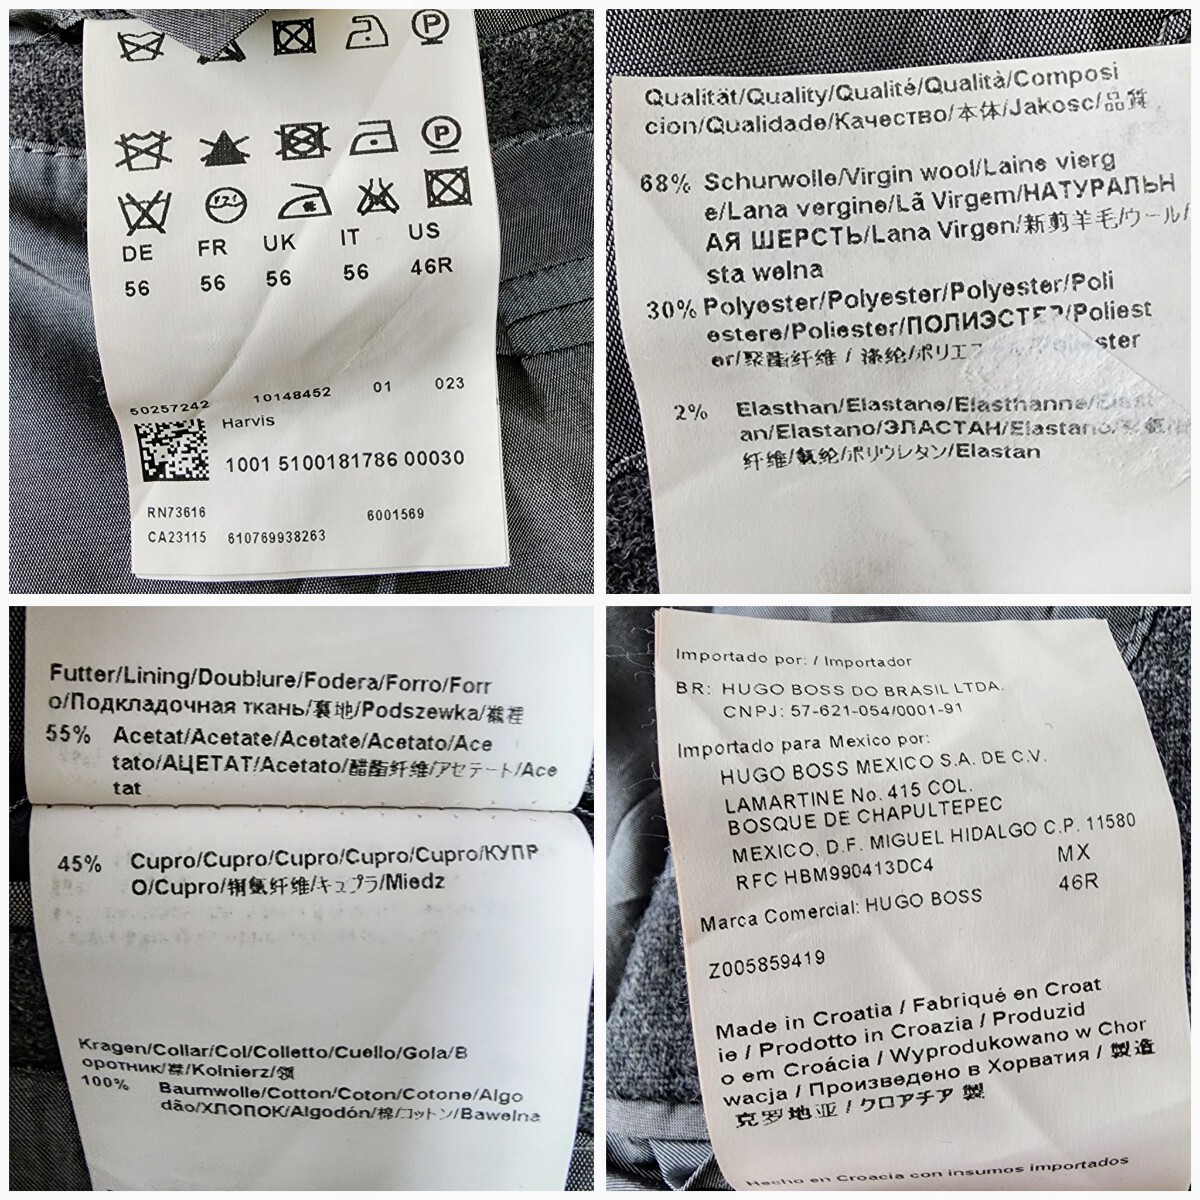 P
P
DE FR UK IT US
56 56 56 56 46R
50257242 10148452 01 023
Harvis
1001 5100181786 00030
RN73616 6001569
CA23115 610769938263
Qualität/Quality/Qualité/Qualità/Composi
cion/Qualidade/Качество/本体/Jakosc/品質
68% Schurwolle/Virgin wool/Laine vierg
e/Lana vergine/Lã Virgem/НАТУРАЛЬН
АЯ ШЕРСТЬ/Lana Virgen/新剪羊毛/ウール/
sta welna
30% Polyester/Polyester/Polyester/Poli
estere/Poliester/ПОЛИЭСТЕР/Poliest
er/聚酯纤维 / 涤纶/ポリエステル/Poliester
2% Elasthan/Elastane/Elasthanne/Elast
an/Elastano/ЭЛАСТАН/Elastano/聚氨酯
纤维/氨纶/ポリウレタン/Elastan
Futter/Lining/Doublure/Fodera/Forro/Forr
o/Подкладочная ткань/裏地/Podszewka/襯裡
55% Acetat/Acetate/Acetate/Acetato/Ace
tato/АЦЕТАТ/Acetato/醋酯纤维/アセテート/Ace
tat
45% Cupro/Cupro/Cupro/Cupro/Cupro/КУПР
О/Cupro/铜氨纤维/キュプラ/Miedz
Kragen/Collar/Col/Colletto/Cuello/Gola/В
оротник/襟/Kolnierz/领
100% Baumwolle/Cotton/Coton/Cotone/Algo
dão/ХЛОПОК/Algodón/棉/コットン/Bawelna
Importado por: / Importador
BR: HUGO BOSS DO BRASIL LTDA.
CNPJ: 57-621-054/0001-91
Importado para Mexico por:
HUGO BOSS MEXICO S.A. DE C.V.
LAMARTINE No. 415 COL.
BOSQUE DE CHAPULTEPEC
MEXICO, D.F. MIGUEL HIDALGO C.P. 11580
RFC HBM990413DC4 MX
46R
Marca Comercial: HUGO BOSS
Z005859419
Made in Croatia / Fabriqué en Croat
ie / Prodotto in Croazia / Produzid
o em Croácia / Wyprodukowano w Chor
wacja / Произведено в Хорватия / 製造
克罗地亚 / クロアチア 製
Hecho en Croacia con insumos importados